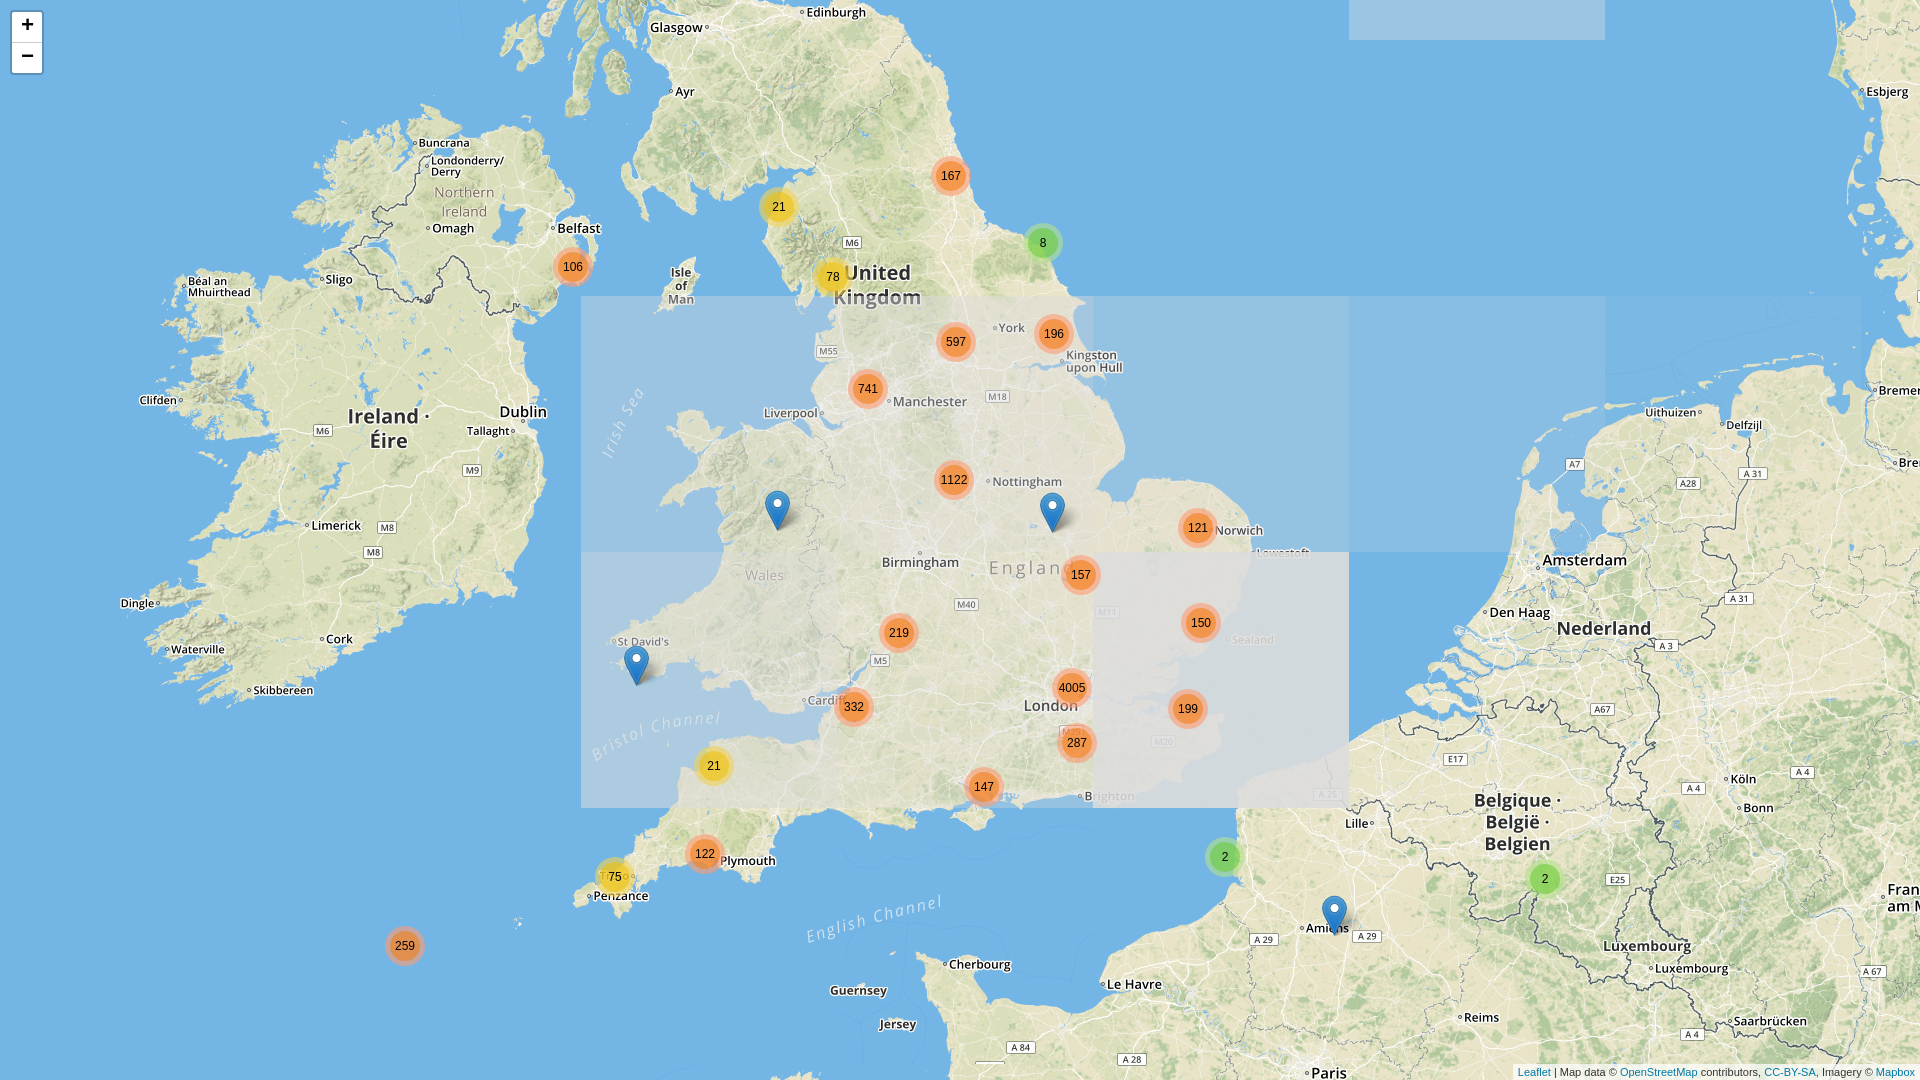 +
−
Edinburgh
Glasgow
Ayr
Esbjerg
Buncrana
Londonderry/
Derry
167
Northern
Ireland
21
Omagh
Belfast
8
M6
106
78
United
Kingdom
Isle
of
Man
Sligo
Béal an
Mhuirthead
York
196
597
M55
Kingston
upon Hull
741
Bremer
M18
Clifden
Manchester
Irish Sea
Liverpool
Dublin
Uithuizen
Ireland ·
Éire
M6
Tallaght
Delfzijl
A7
Bre
M9
A 31
1122
Nottingham
A28
Limerick
M8
121
Norwich
M8
Lowestoft
Birmingham
Amsterdam
England
157
Wales
A 31
Dingle
M40
M11
Den Haag
150
Nederland
219
Cork
St David's
Sealand
A 3
Waterville
M5
4005
Skibbereen
Cardiff
332
London
199
A67
Bristol Channel
287
M20
E17
21
A 4
Köln
147
A 4
Brighton
A 25
Belgique ·
België ·
Belgien
Bonn
Lille
122
Plymouth
2
75
2
E25
Penzance
Fran
am M
English Channel
Amiens
A 29
A 29
259
Luxembourg
Cherbourg
Luxembourg
A 67
Le Havre
Guernsey
Reims
Saarbrücken
Jersey
A 4
A 84
A 28
Paris
Leaflet | Map data © OpenStreetMap contributors, CC-BY-SA, Imagery © Mapbox